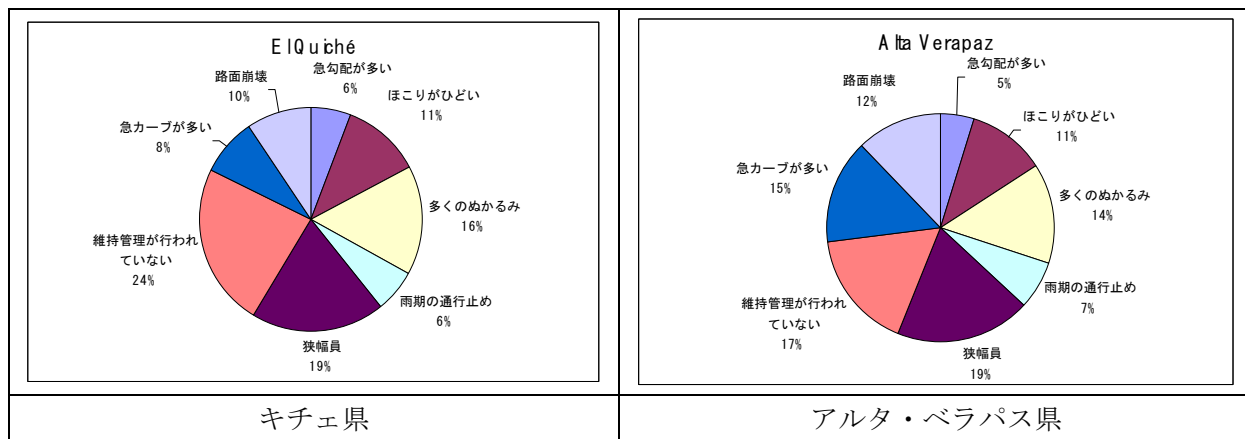 El Quiché
急勾配が多い
6%
ほこりがひどい
11%
多くのぬかるみ
16%
雨期の通行止め
6%
狭幅員
19%
維持管理が行われ
ていない
24%
急カーブが多い
8%
路面崩壊
10%
キチェ県
Alta Verapaz
急勾配が多い
5%
ほこりがひどい
11%
多くのぬかるみ
14%
雨期の通行止め
7%
狭幅員
19%
維持管理が行われ
ていない
17%
急カーブが多い
15%
路面崩壊
12%
アルタ・ベラパス県